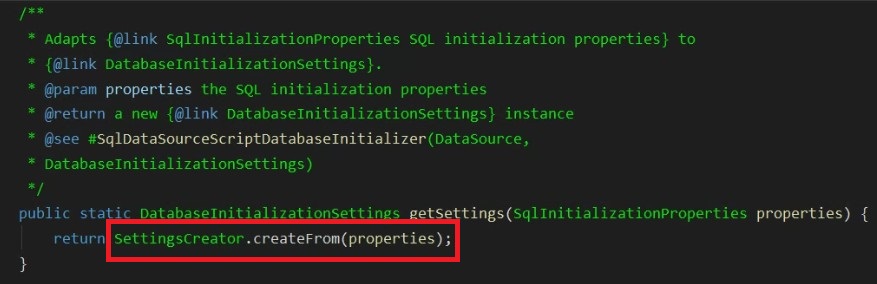 /**
* Adapts {@link SqlInitializationProperties SQL initialization properties} to
* {@link DatabaseInitializationSettings}.
* @param properties the SQL initialization properties
* @return a new {@link DatabaseInitializationSettings} instance
* @see #SqlDataSourceScriptDatabaseInitializer(DataSource,
* DatabaseInitializationSettings)
*/
public static DatabaseInitializationSettings getSettings(SqlInitializationProperties properties) {
return SettingsCreator.createFrom(properties);
}